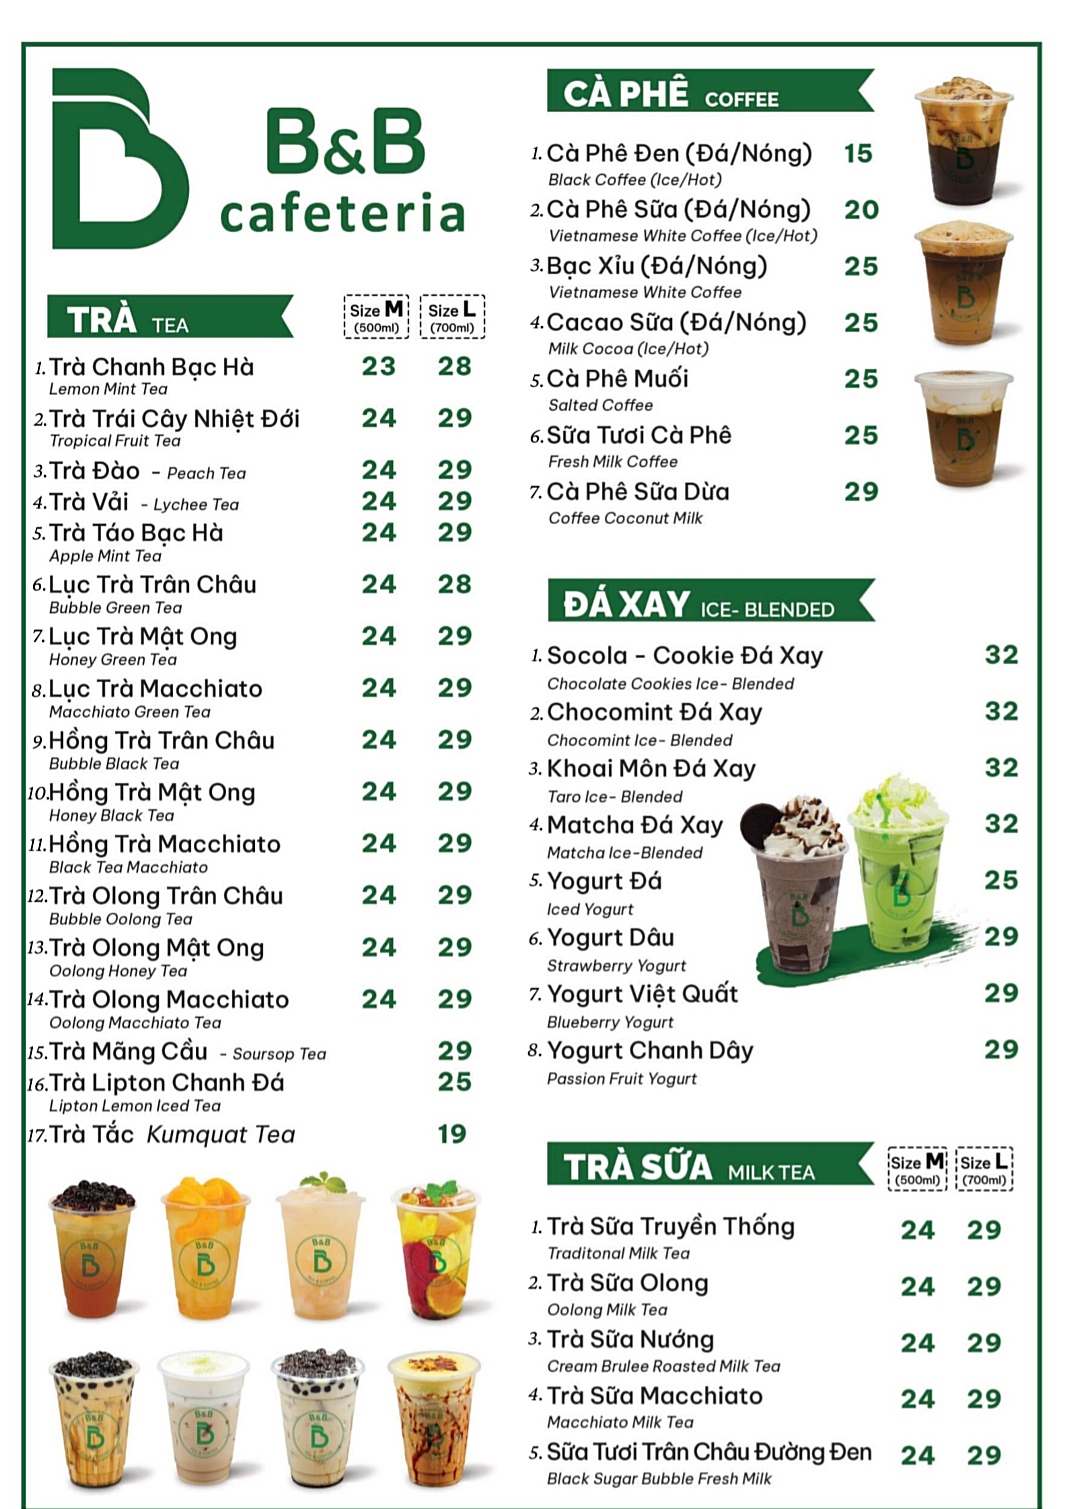 B&B
cafeteria
TRÀ TEA
Size M (500ml) Size L (700ml)
1. Trà Chanh Bạc Hà 23 28
Lemon Mint Tea
2. Trà Trái Cây Nhiệt Đới 24 29
Tropical Fruit Tea
3. Trà Đào - Peach Tea 24 29
4. Trà Vải - Lychee Tea 24 29
5. Trà Táo Bạc Hà 24 29
Apple Mint Tea
6. Lục Trà Trân Châu 24 28
Bubble Green Tea
7. Lục Trà Mật Ong 24 29
Honey Green Tea
8. Lục Trà Macchiato 24 29
Macchiato Green Tea
9. Hồng Trà Trân Châu 24 29
Bubble Black Tea
10. Hồng Trà Mật Ong 24 29
Honey Black Tea
11. Hồng Trà Macchiato 24 29
Black Tea Macchiato
12. Trà Olong Trân Châu 24 29
Bubble Oolong Tea
13. Trà Olong Mật Ong 24 29
Oolong Honey Tea
14. Trà Olong Macchiato 24 29
Oolong Macchiato Tea
15. Trà Mãng Cầu - Soursop Tea 29
16. Trà Lipton Chanh Đá 25
Lipton Lemon Iced Tea
17. Trà Tắc Kumquat Tea 19
CÀ PHÊ COFFEE
1. Cà Phê Đen (Đá/Nóng) 15
Black Coffee (Ice/Hot)
2. Cà Phê Sữa (Đá/Nóng) 20
Vietnamese White Coffee (Ice/Hot)
3. Bạc Xỉu (Đá/Nóng) 25
Vietnamese White Coffee
4. Cacao Sữa (Đá/Nóng) 25
Milk Cocoa (Ice/Hot)
5. Cà Phê Muối 25
Salted Coffee
6. Sữa Tươi Cà Phê 25
Fresh Milk Coffee
7. Cà Phê Sữa Dừa 29
Coffee Coconut Milk
ĐÁ XAY ICE- BLENDED
1. Socola - Cookie Đá Xay 32
Chocolate Cookies Ice- Blended
2. Chocomint Đá Xay 32
Chocomint Ice- Blended
3. Khoai Môn Đá Xay 32
Taro Ice- Blended
4. Matcha Đá Xay 32
Matcha Ice-Blended
5. Yogurt Đá 25
Iced Yogurt
6. Yogurt Dâu 29
Strawberry Yogurt
7. Yogurt Việt Quất 29
Blueberry Yogurt
8. Yogurt Chanh Dây 29
Passion Fruit Yogurt
TRÀ SỮA MILK TEA
Size M (500ml) Size L (700ml)
1. Trà Sữa Truyền Thống 24 29
Traditonal Milk Tea
2. Trà Sữa Olong 24 29
Oolong Milk Tea
3. Trà Sữa Nướng 24 29
Cream Brulee Roasted Milk Tea
4. Trà Sữa Macchiato 24 29
Macchiato Milk Tea
5. Sữa Tươi Trân Châu Đường Đen 24 29
Black Sugar Bubble Fresh Milk